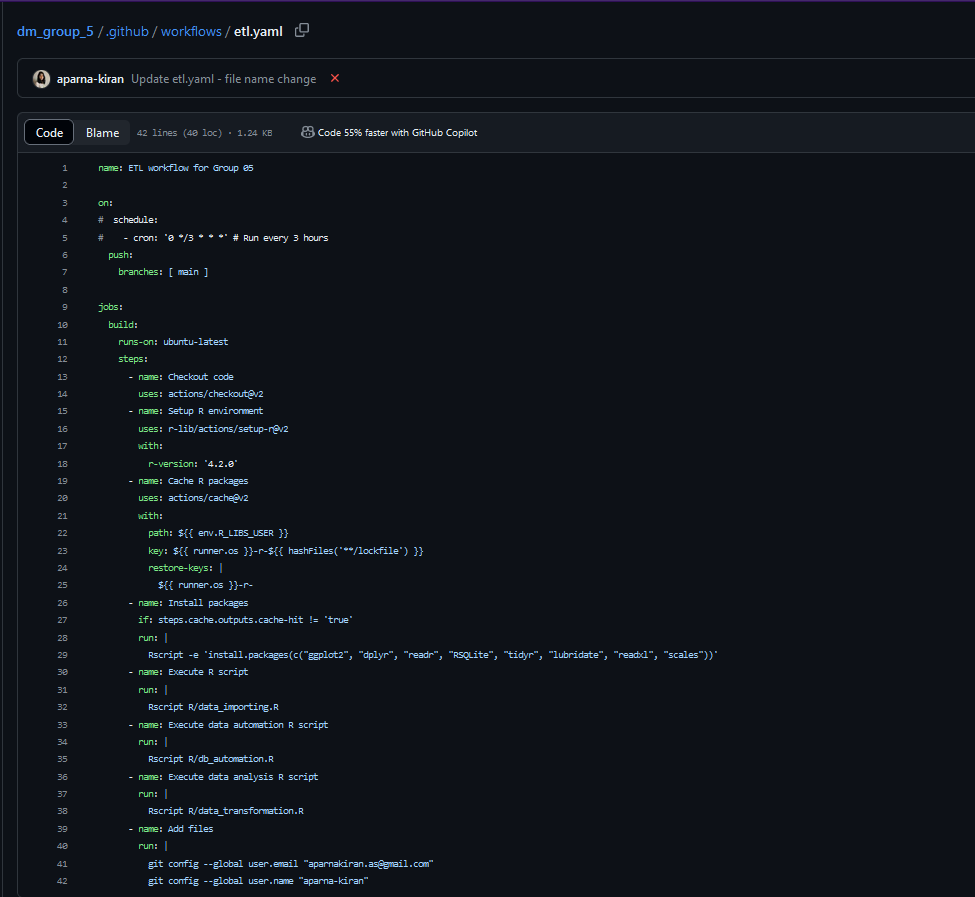 dm_group_5 / .github / workflows / etl.yaml
aparna-kiran Update etl.yaml - file name change
Code Blame 42 lines (40 loc) · 1.24 KB Code 55% faster with GitHub Copilot
1 name: ETL workflow for Group 05
2
3 on:
4 #  schedule:
5 #    - cron: '0 */3 * * *' # Run every 3 hours
6   push:
7     branches: [ main ]
8
9 jobs:
10   build:
11     runs-on: ubuntu-latest
12     steps:
13       - name: Checkout code
14         uses: actions/checkout@v2
15       - name: Setup R environment
16         uses: r-lib/actions/setup-r@v2
17         with:
18           r-version: '4.2.0'
19       - name: Cache R packages
20         uses: actions/cache@v2
21         with:
22           path: ${{ env.R_LIBS_USER }}
23           key: ${{ runner.os }}-r-${{ hashFiles('**/lockfile') }}
24           restore-keys: |
25             ${{ runner.os }}-r-
26       - name: Install packages
27         if: steps.cache.outputs.cache-hit != 'true'
28         run: |
29           Rscript -e 'install.packages(c("ggplot2", "dplyr", "readr", "RSQLite", "tidyr", "lubridate", "readxl", "scales"))'
30       - name: Execute R script
31         run: |
32           Rscript R/data_importing.R
33       - name: Execute data automation R script
34         run: |
35           Rscript R/db_automation.R
36       - name: Execute data analysis R script
37         run: |
38           Rscript R/data_transformation.R
39       - name: Add files
40         run: |
41           git config --global user.email "aparnakiran.as@gmail.com"
42           git config --global user.name "aparna-kiran"